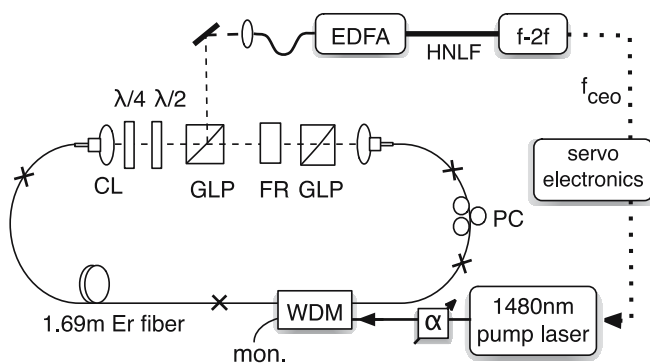 EDFA
HNLF
f-2f
fceo
λ/4 λ/2
CL
GLP
FR
GLP
servo
electronics
PC
1.69m Er fiber
WDM
mon.
α
1480nm
pump laser